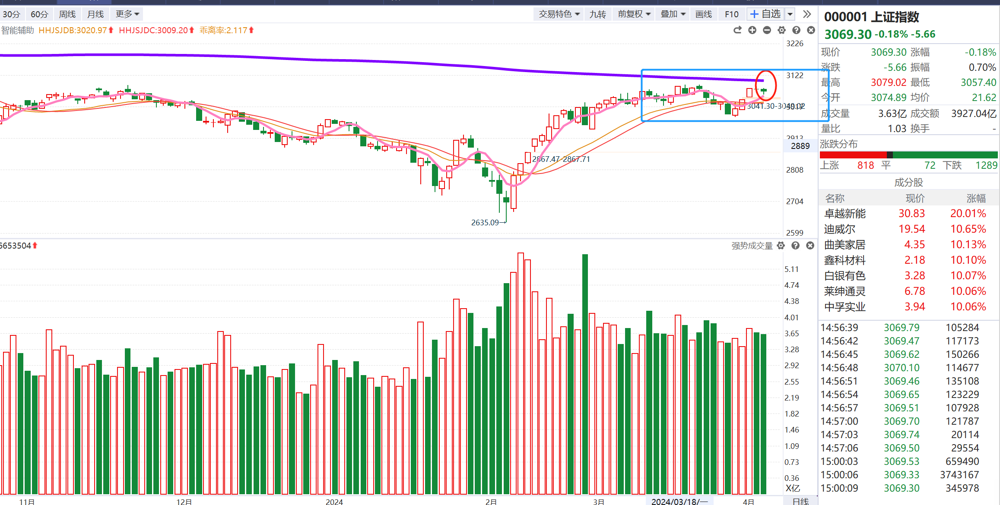 30分 60分 周线 月线 更多 交易特色 九转 前复权 叠加 画线 F10 +自选
智能辅助 HHJSJDB:3020.97 HHJSJDC:3009.20 乖离率:2.117
3226
3122
3017
2913
2889
2808
2704
2599
3041.30-3049.02
2867.47-2867.71
2635.09→
6653504
强势成交量
5.11
4.74
4.38
4.01
3.65
3.28
2.92
2.55
2.19
1.82
1.46
1.09
0.73
0.36
X亿
11月 12月 2024 2月 3月 2024/03/18/一 4月 日线
000001 上证指数
3069.30 -0.18% -5.66
现价 3069.30 涨幅 -0.18%
涨跌 -5.66 振幅 0.70%
最高 3079.02 最低 3057.40
今开 3074.89 均价 21.62
成交量 3.63亿 成交额 3927.04亿
量比 1.03 换手 -
涨跌分布
上涨 818 平 72 下跌 1289
成分股
名称 现价 涨幅
卓越新能 30.83 20.01%
迪威尔 19.54 10.65%
曲美家居 4.35 10.13%
鑫科材料 2.18 10.10%
白银有色 3.28 10.07%
莱绅通灵 6.78 10.06%
中孚实业 3.94 10.06%
14:56:39 3069.79 105284
14:56:42 3069.47 117173
14:56:45 3069.62 150266
14:56:48 3070.10 114677
14:56:51 3069.46 135108
14:56:54 3069.65 123229
14:56:57 3069.51 107928
14:57:00 3069.70 121787
14:57:03 3069.74 20114
14:57:06 3069.50 29554
15:00:03 3069.53 659490
15:00:06 3069.33 3743167
15:00:09 3069.30 345978